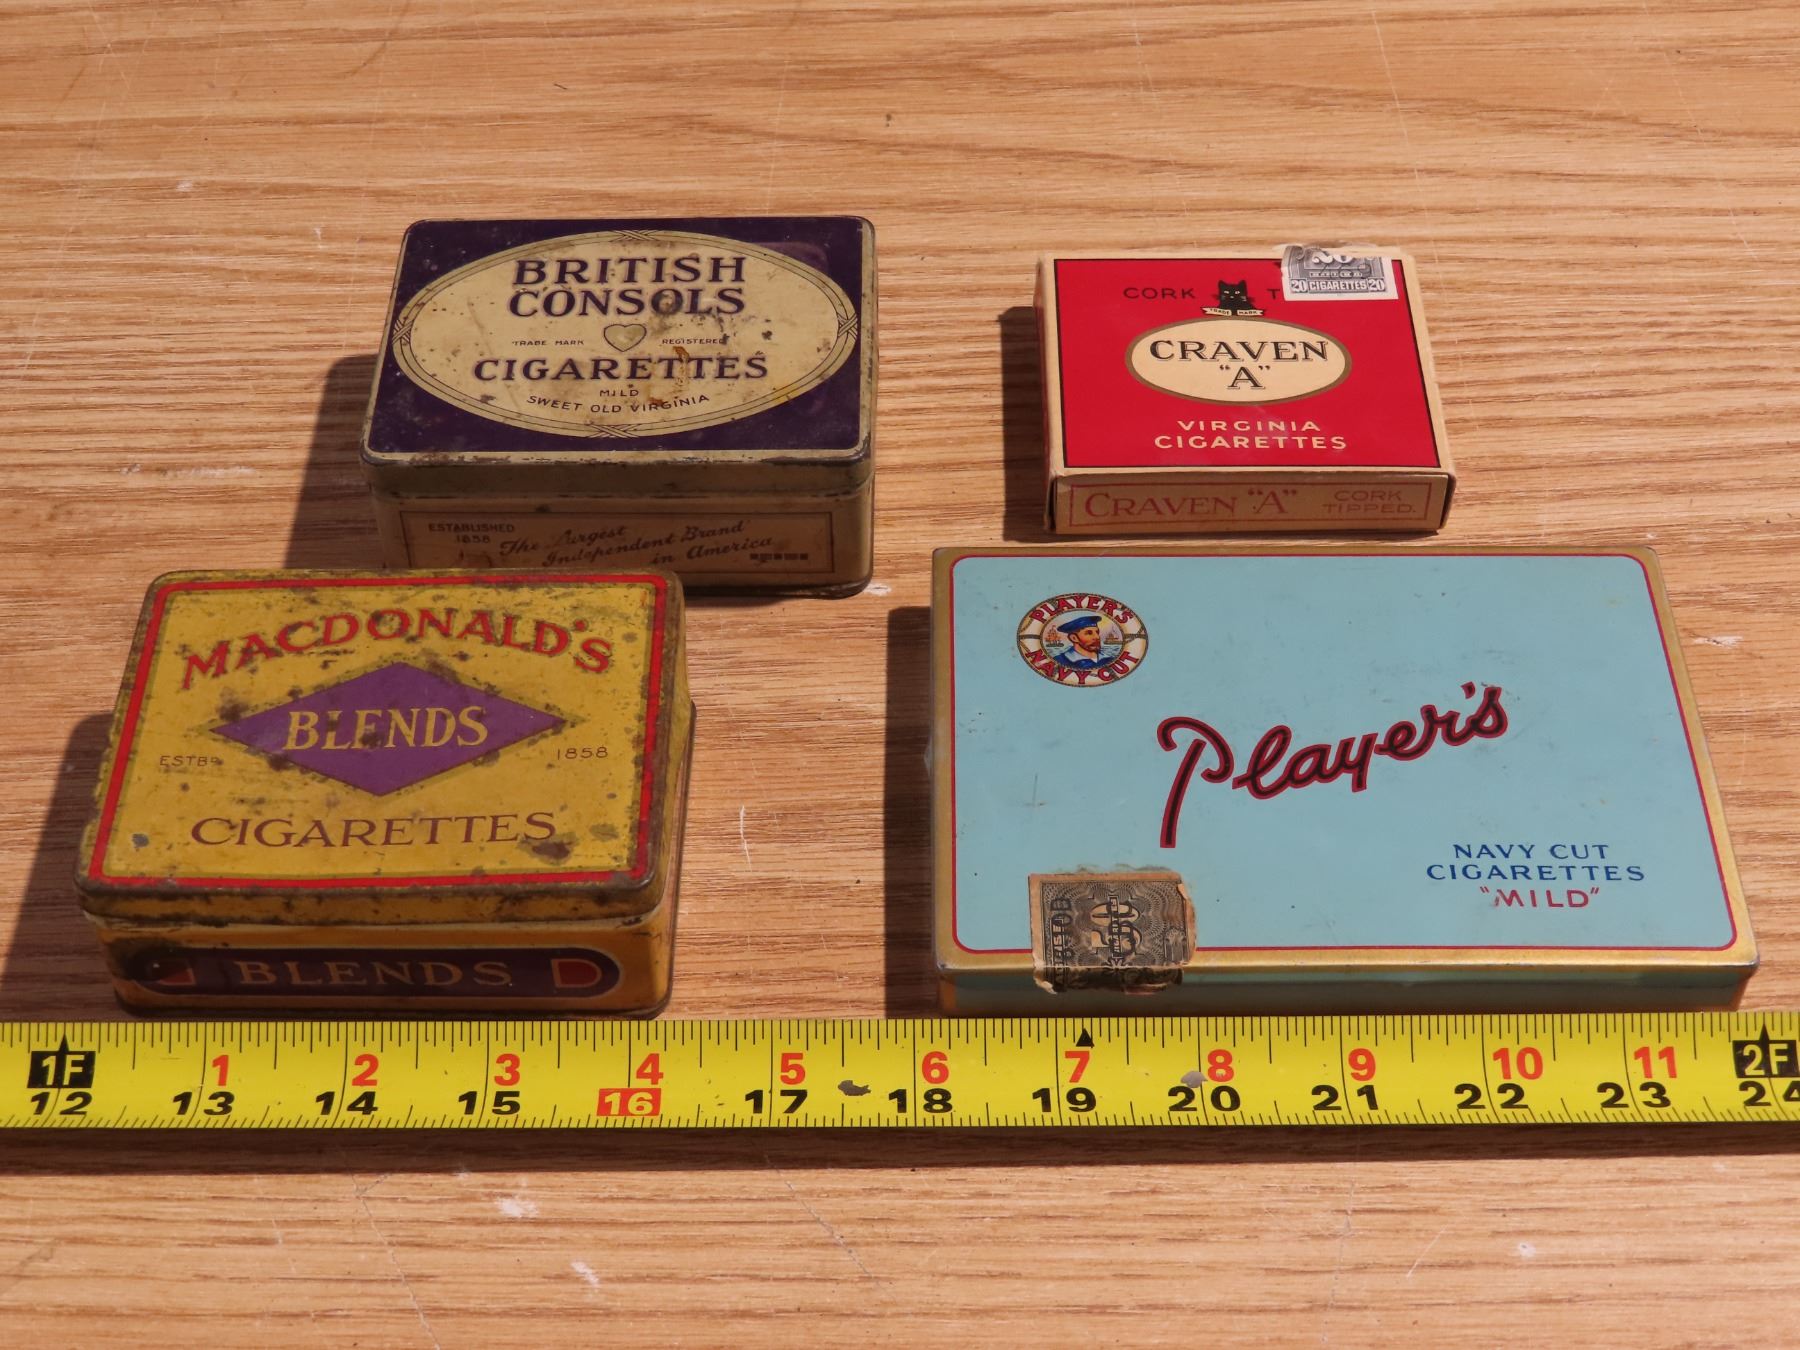 BRITISH
CONSOLS
TRADE MARK REGISTERED
CIGARETTES
MILD
SWEET OLD VIRGINIA
ESTABLISHED
1858
The Largest
Independent Brand
in America
CORK T
TRADE MARK
CRAVEN
"A"
VIRGINIA
CIGARETTES
20 CIGARETTES 20
CRAVEN "A" CORK
TIPPED.
MACDONALD'S
BLENDS
ESTBD 1858
CIGARETTES
BLENDS
PLAYER'S
NAVY CUT
Player's
NAVY CUT
CIGARETTES
"MILD"
50
1F 1 2 3 4 5 6 7 8 9 10 11 2F
12 13 14 15 16 17 18 19 20 21 22 23 24